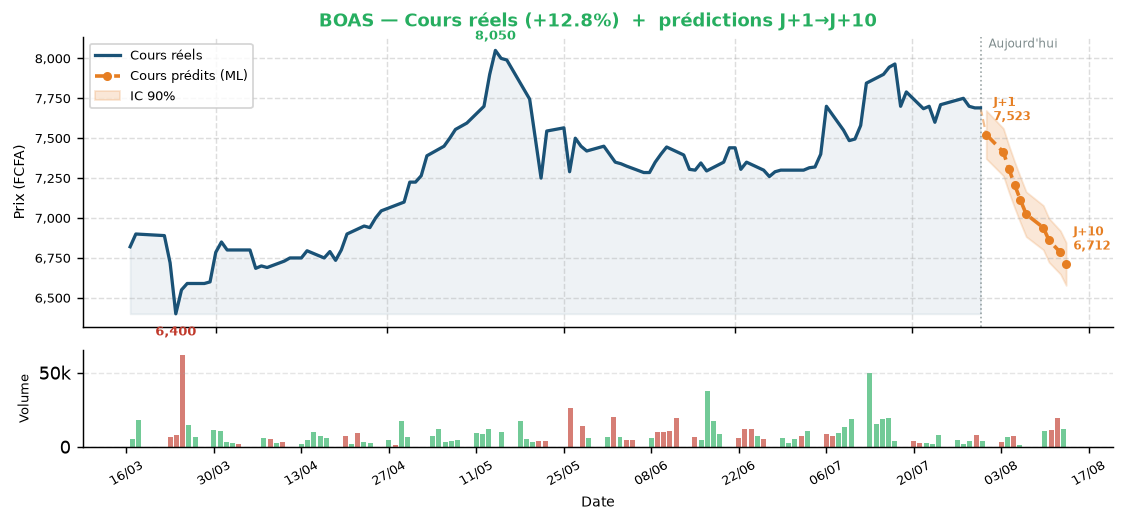 BOAS — Cours réels (+12.8%)  +  prédictions J+1→J+10
8,050
Aujourd'hui
Cours réels
Cours prédits (ML)
IC 90%
J+1
7,523
J+10
6,712
6,400
Prix (FCFA)
8,000
7,750
7,500
7,250
7,000
6,750
6,500
Volume
50k
0
16/03
30/03
13/04
27/04
11/05
25/05
08/06
22/06
06/07
20/07
03/08
17/08
Date